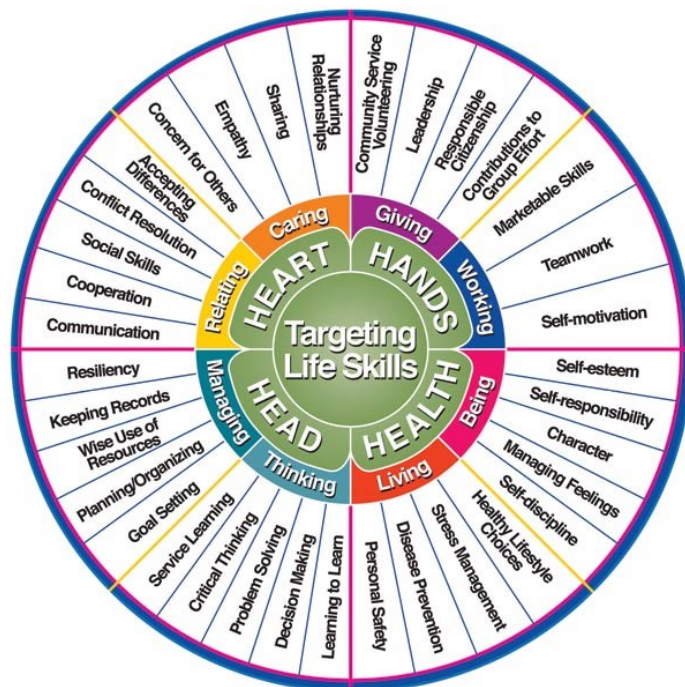 Targeting
Life Skills
HEART
HANDS
HEALTH
HEAD
Caring
Giving
Working
Being
Living
Thinking
Managing
Relating
Nurturing
Relationships
Sharing
Empathy
Concern for Others
Accepting
Differences
Conflict Resolution
Social Skills
Cooperation
Communication
Community Service
Volunteering
Leadership
Responsible
Citizenship
Contributions to
Group Effort
Marketable Skills
Teamwork
Self-motivation
Self-esteem
Self-responsibility
Character
Managing Feelings
Self-discipline
Healthy Lifestyle
Choices
Stress Management
Disease Prevention
Personal Safety
Learning to Learn
Decision Making
Problem Solving
Critical Thinking
Service Learning
Goal Setting
Planning/Organizing
Wise Use of
Resources
Keeping Records
Resiliency